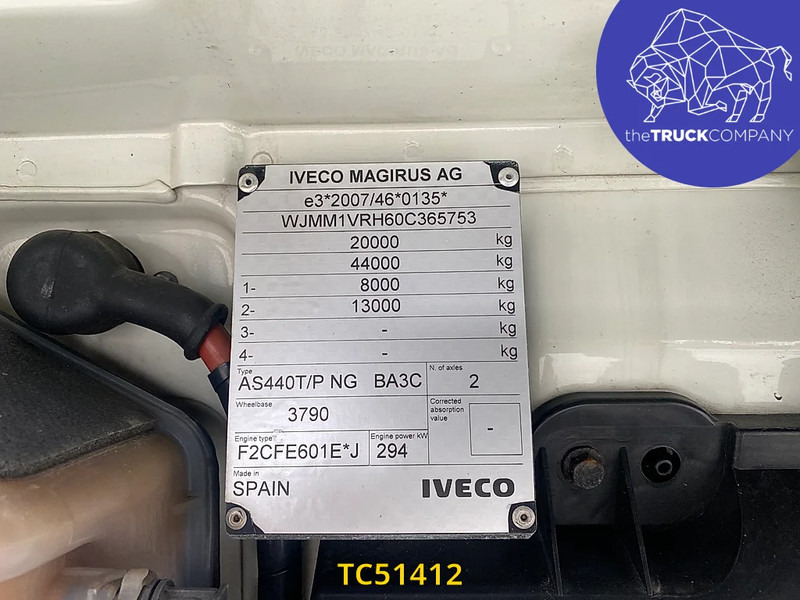 theTRUCKCOMPANY
IVECO MAGIRUS AG
e3*2007/46*0135*
WJMM1VRH60C365753
20000 kg
44000 kg
1- 8000 kg
2- 13000 kg
3- - kg
4- - kg
Type
AS440T/P NG BA3C
N. of axles
2
Wheelbase
3790
Corrected
absorption
value
-
Engine type
F2CFE601E*J
Engine power kW
294
Made in
SPAIN
IVECO
TC51412